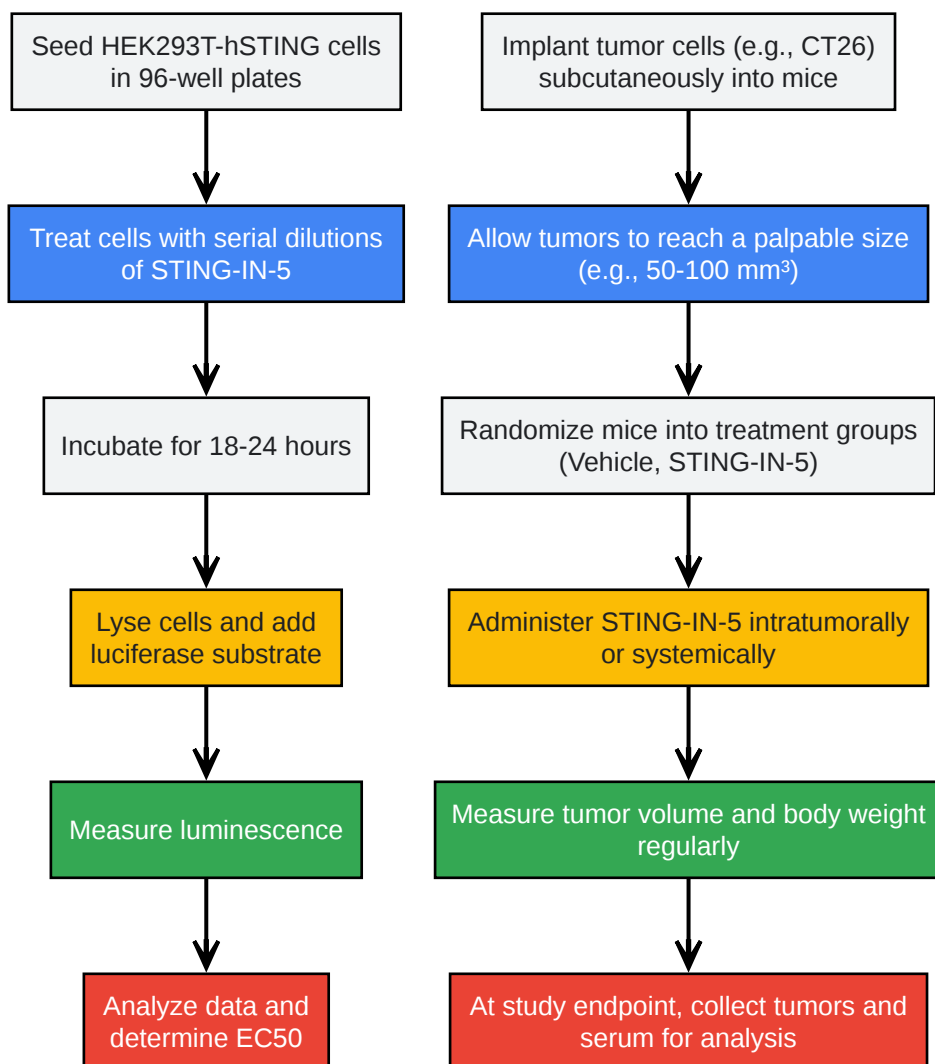 Seed HEK293T-hSTING cells
in 96-well plates
Treat cells with serial dilutions
of STING-IN-5
Incubate for 18-24 hours
Lyse cells and add
luciferase substrate
Measure luminescence
Analyze data and
determine EC50
Implant tumor cells (e.g., CT26)
subcutaneously into mice
Allow tumors to reach a palpable size
(e.g., 50-100 mm³)
Randomize mice into treatment groups
(Vehicle, STING-IN-5)
Administer STING-IN-5 intratumorally
or systemically
Measure tumor volume and body weight
regularly
At study endpoint, collect tumors and
serum for analysis